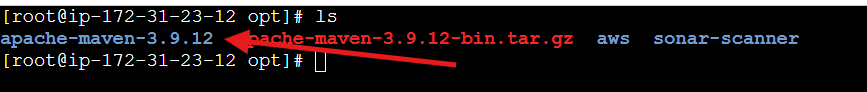 [root@ip-172-31-23-12 opt]# ls
apache-maven-3.9.12 pache-maven-3.9.12-bin.tar.gz aws sonar-scanner
[root@ip-172-31-23-12 opt]#